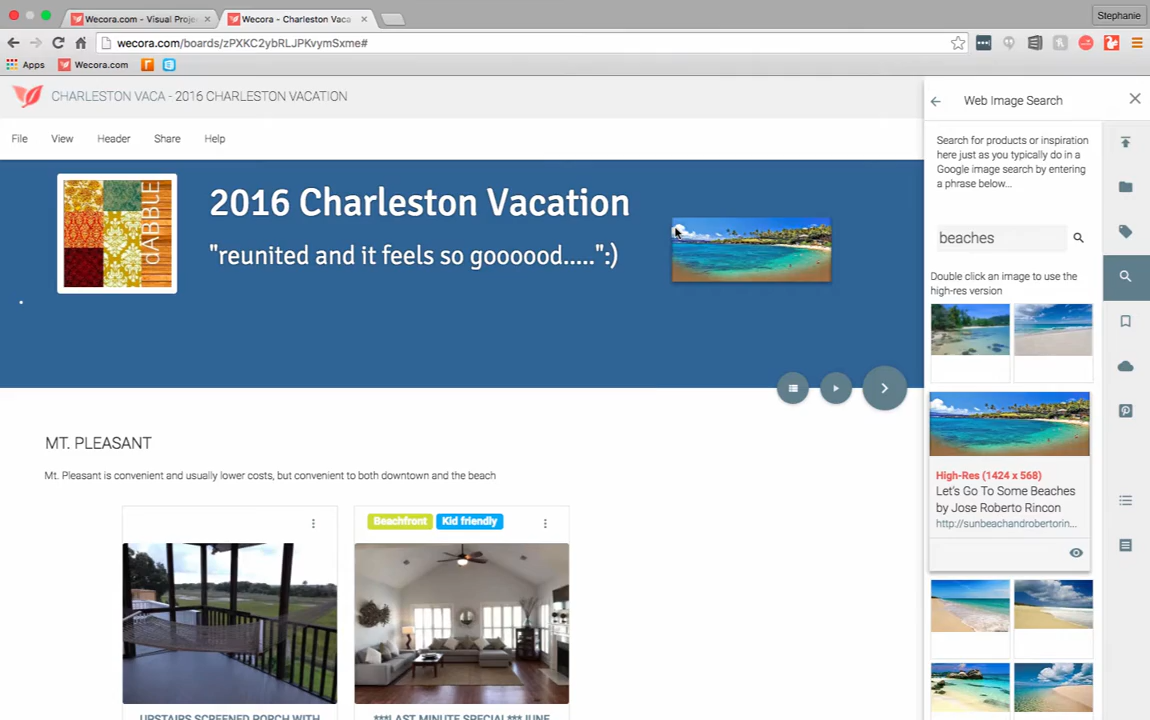 Wecora.com - Visual Proje
Wecora - Charleston Vaca
Stephanie
wecora.com/boards/zPXKC2ybRLJPKvymSxme#
Apps
Wecora.com
CHARLESTON VACA - 2016 CHARLESTON VACATION
File
View
Header
Share
Help
dABBLE
2016 Charleston Vacation
"reunited and it feels so goooood.....":)
MT. PLEASANT
Mt. Pleasant is convenient and usually lower costs, but convenient to both downtown and the beach
Beachfront
Kid friendly
UPSTAIRS SCREENED PORCH WITH
***LAST MINUTE SPECIAL*** JUNE
Web Image Search
Search for products or inspiration
here just as you typically do in a
Google image search by entering
a phrase below...
beaches
Double click an image to use the
high-res version
High-Res (1424 x 568)
Let's Go To Some Beaches
by Jose Roberto Rincon
http://sunbeachandrobertorin...